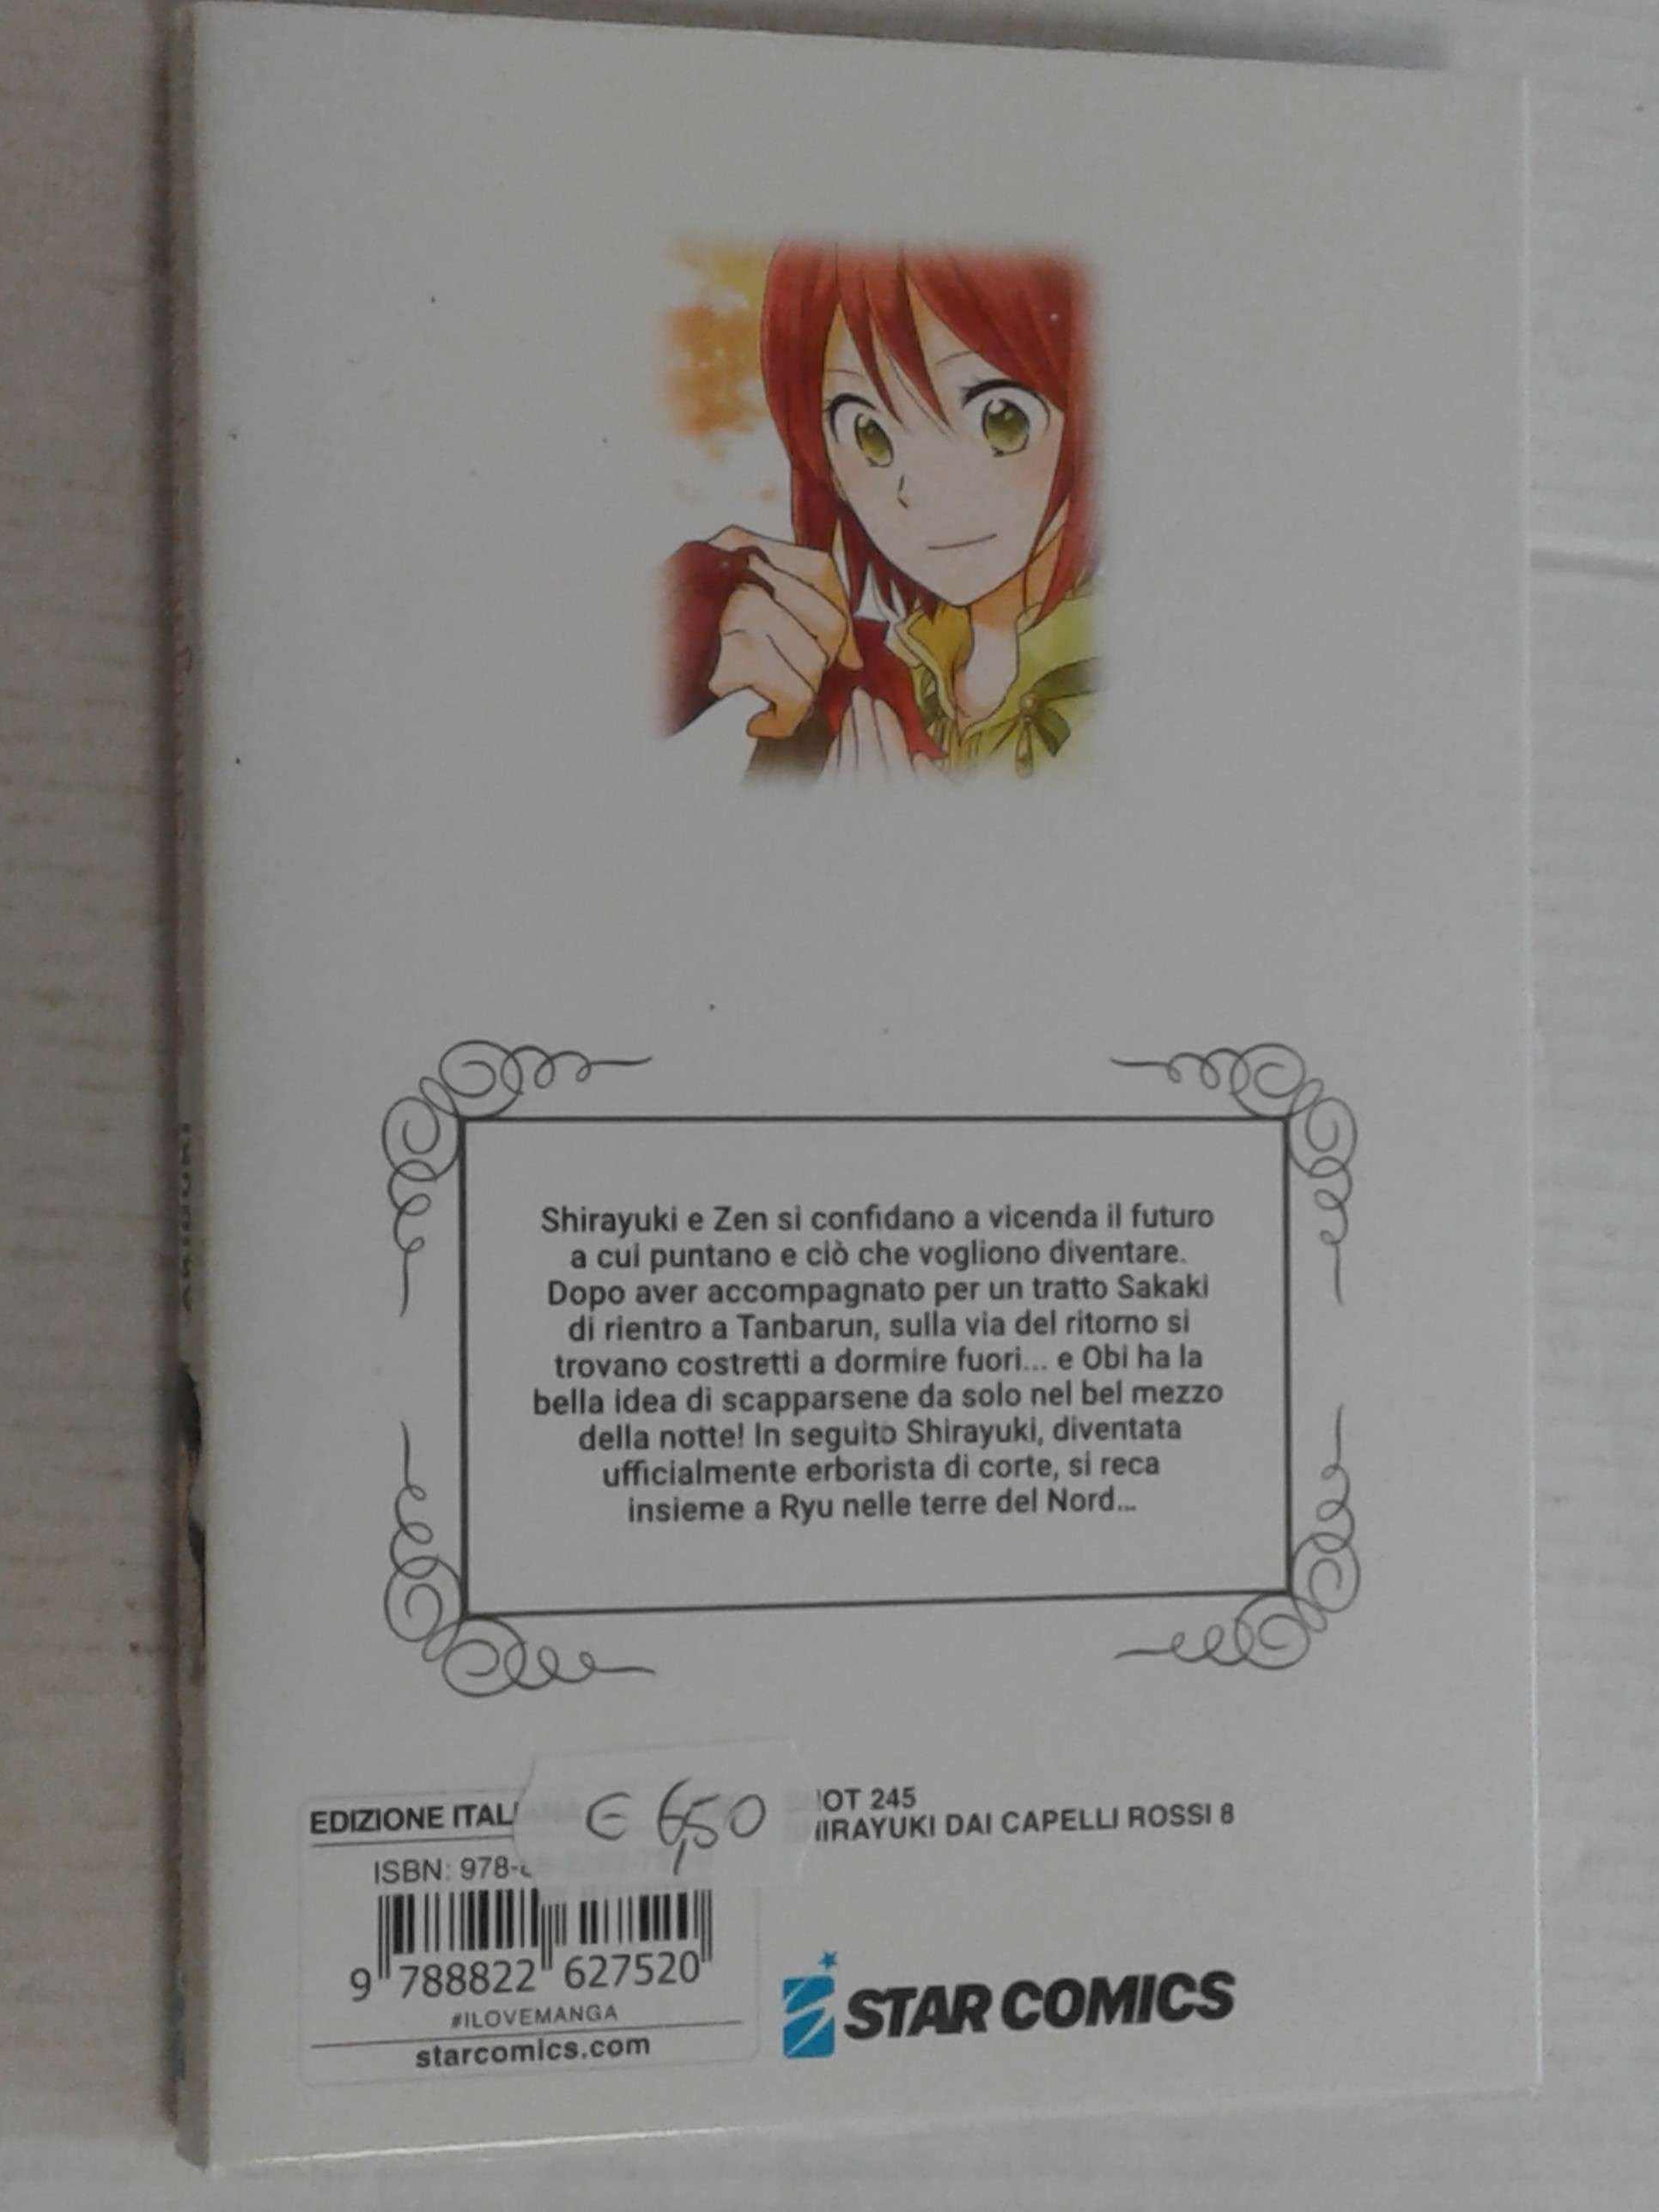 Shirayuki e Zen si confidano a vicenda il futuro
a cui puntano e ciò che vogliono diventare.
Dopo aver accompagnato per un tratto Sakaki
di rientro a Tanbarun, sulla via del ritorno si
trovano costretti a dormire fuori... e Obi ha la
bella idea di scapparsene da solo nel bel mezzo
della notte! In seguito Shirayuki, diventata
ufficialmente erborista di corte, si reca
insieme a Ryu nelle terre del Nord...
EDIZIONE ITALIANA
€ 6,50
OT 245
IRAYUKI DAI CAPELLI ROSSI 8
ISBN: 978-
9 788822 627520
#ILOVEMANGA
starcomics.com
STAR COMICS